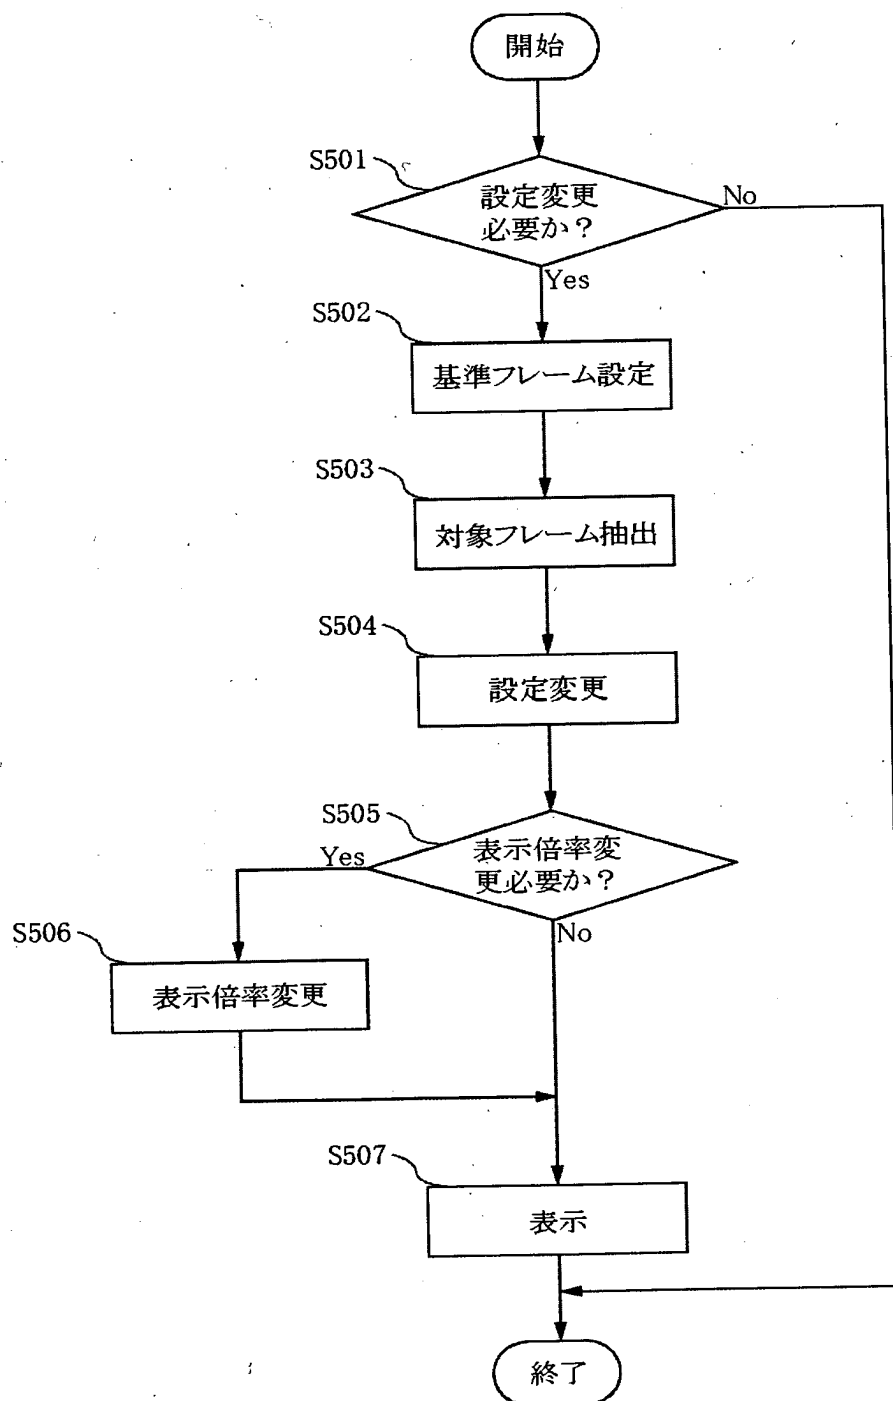 開始
S501
設定変更
必要か?
No
Yes
S502
基準フレーム設定
S503
対象フレーム抽出
S504
設定変更
S505
表示倍率変
更必要か?
Yes
No
S506
表示倍率変更
S507
表示
終了